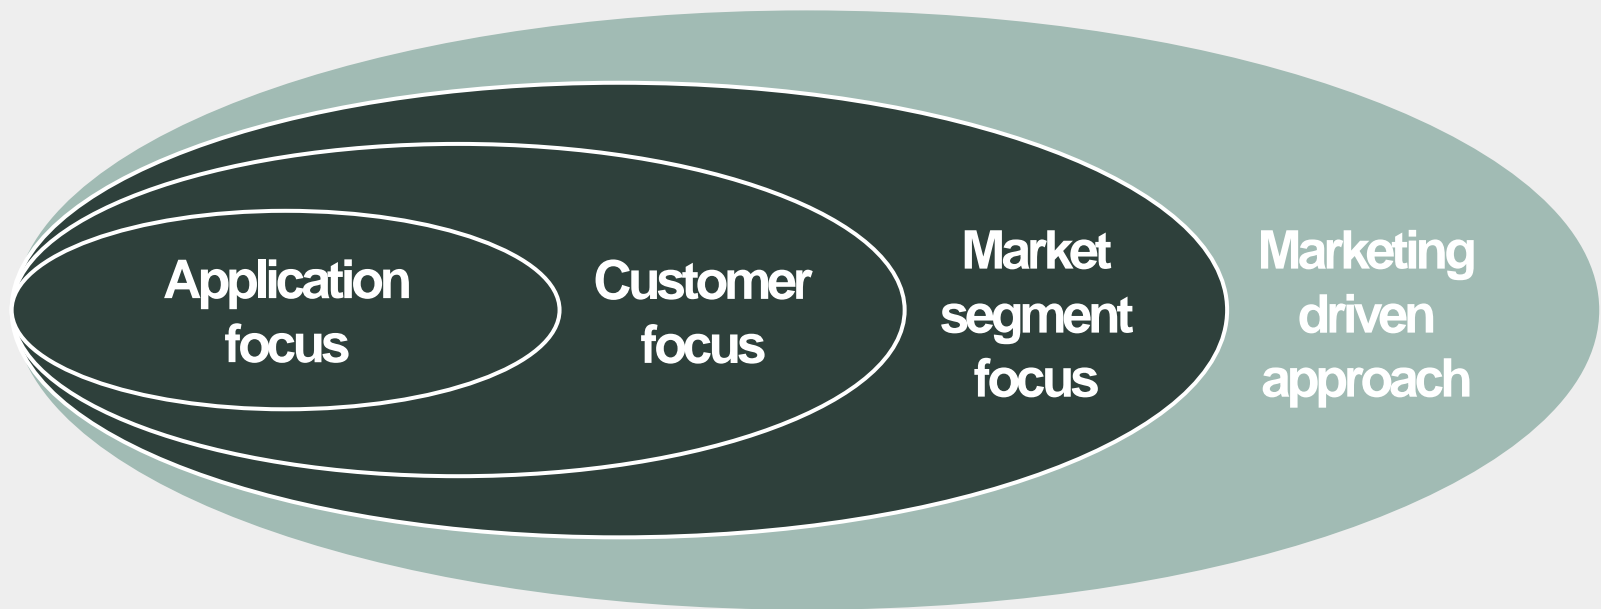 Application
focus
Customer
focus
Market
segment
focus
Marketing
driven
approach